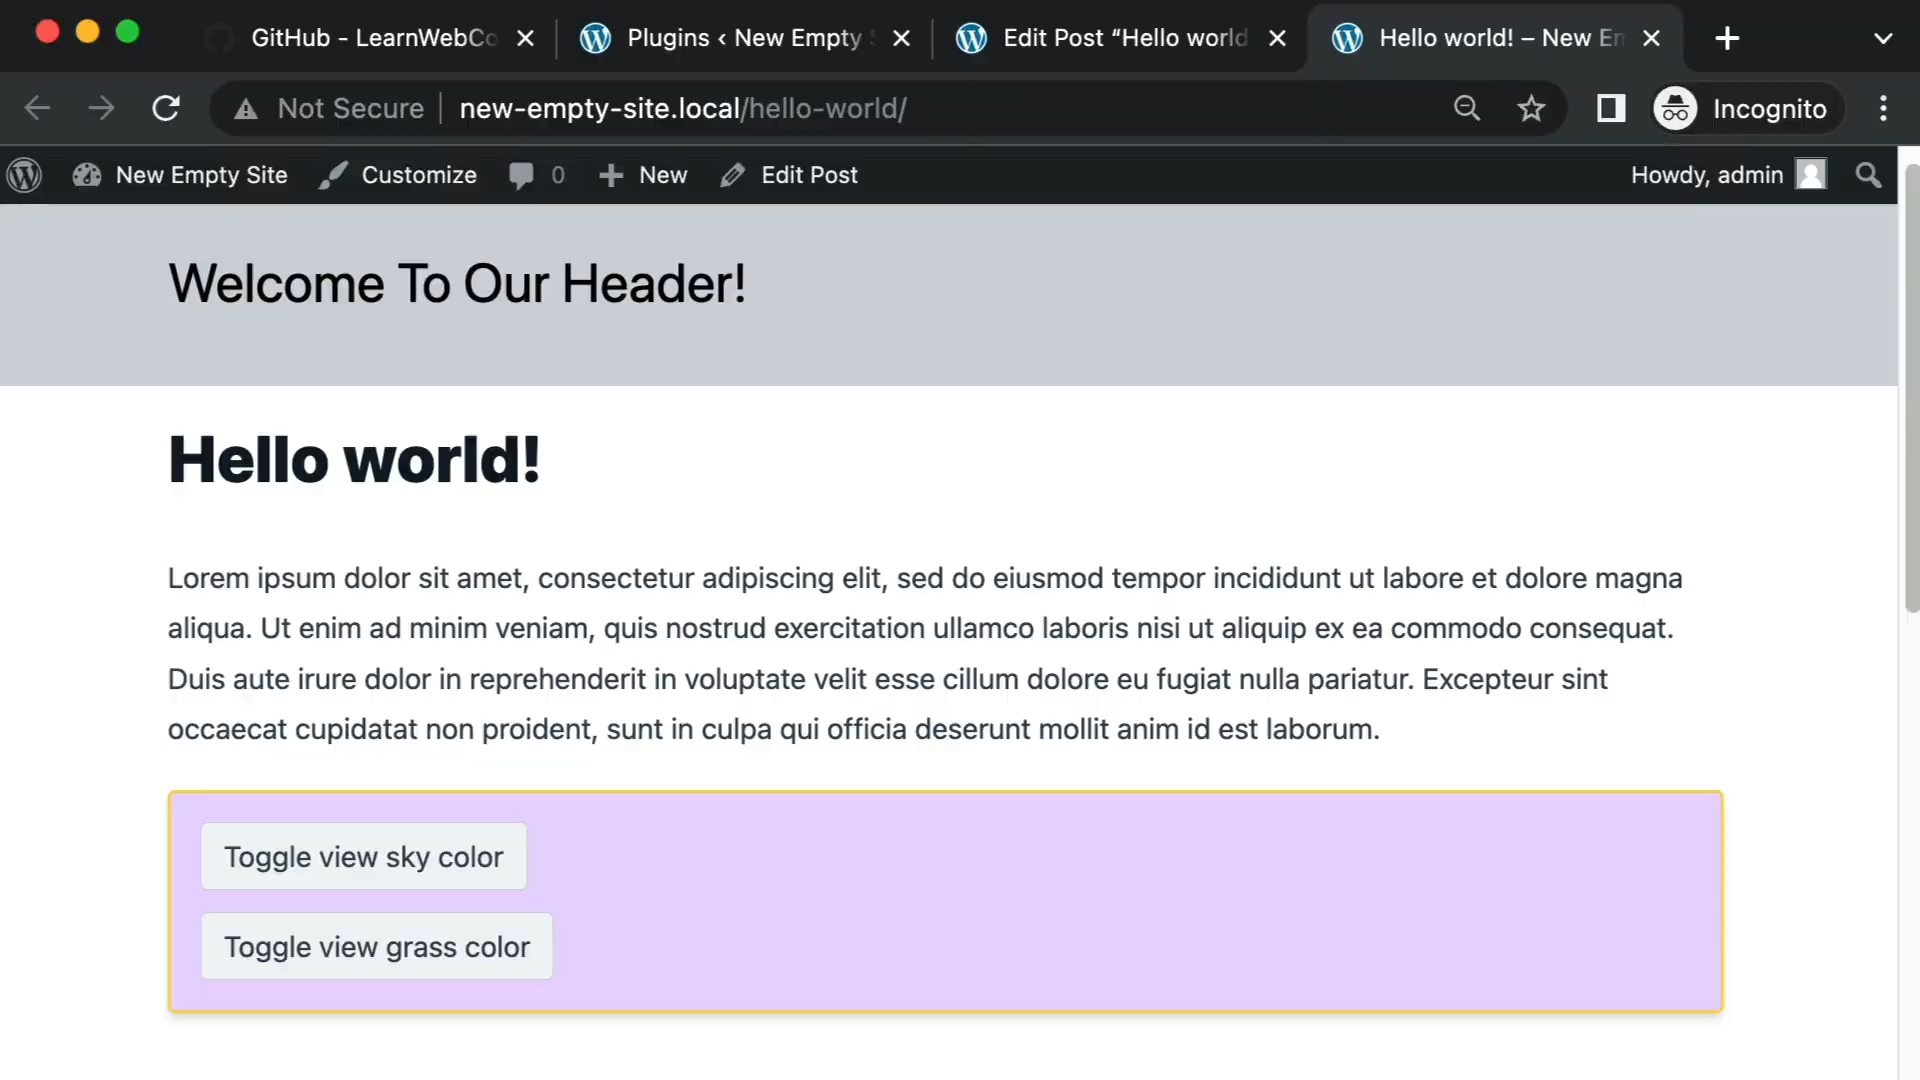 GitHub - LearnWebCo
Plugins ‹ New Empty S
Edit Post “Hello world
Hello world! – New Em
Not Secure
new-empty-site.local/hello-world/
Incognito
New Empty Site
Customize
0
New
Edit Post
Howdy, admin
Welcome To Our Header!
Hello world!
Lorem ipsum dolor sit amet, consectetur adipiscing elit, sed do eiusmod tempor incididunt ut labore et dolore magna
aliqua. Ut enim ad minim veniam, quis nostrud exercitation ullamco laboris nisi ut aliquip ex ea commodo consequat.
Duis aute irure dolor in reprehenderit in voluptate velit esse cillum dolore eu fugiat nulla pariatur. Excepteur sint
occaecat cupidatat non proident, sunt in culpa qui officia deserunt mollit anim id est laborum.
Toggle view sky color
Toggle view grass color